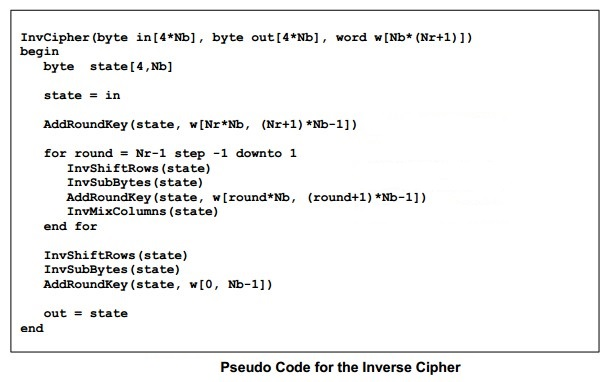 InvCipher(byte in[4*Nb], byte out[4*Nb], word w[Nb*(Nr+1)])
begin
byte state[4,Nb]
state = in
AddRoundKey(state, w[Nr*Nb, (Nr+1)*Nb-1])
for round = Nr-1 step -1 downto 1
InvShiftRows(state)
InvSubBytes(state)
AddRoundKey(state, w[round*Nb, (round+1)*Nb-1])
InvMixColumns(state)
end for
InvShiftRows(state)
InvSubBytes(state)
AddRoundKey(state, w[0, Nb-1])
out = state
end
Pseudo Code for the Inverse Cipher